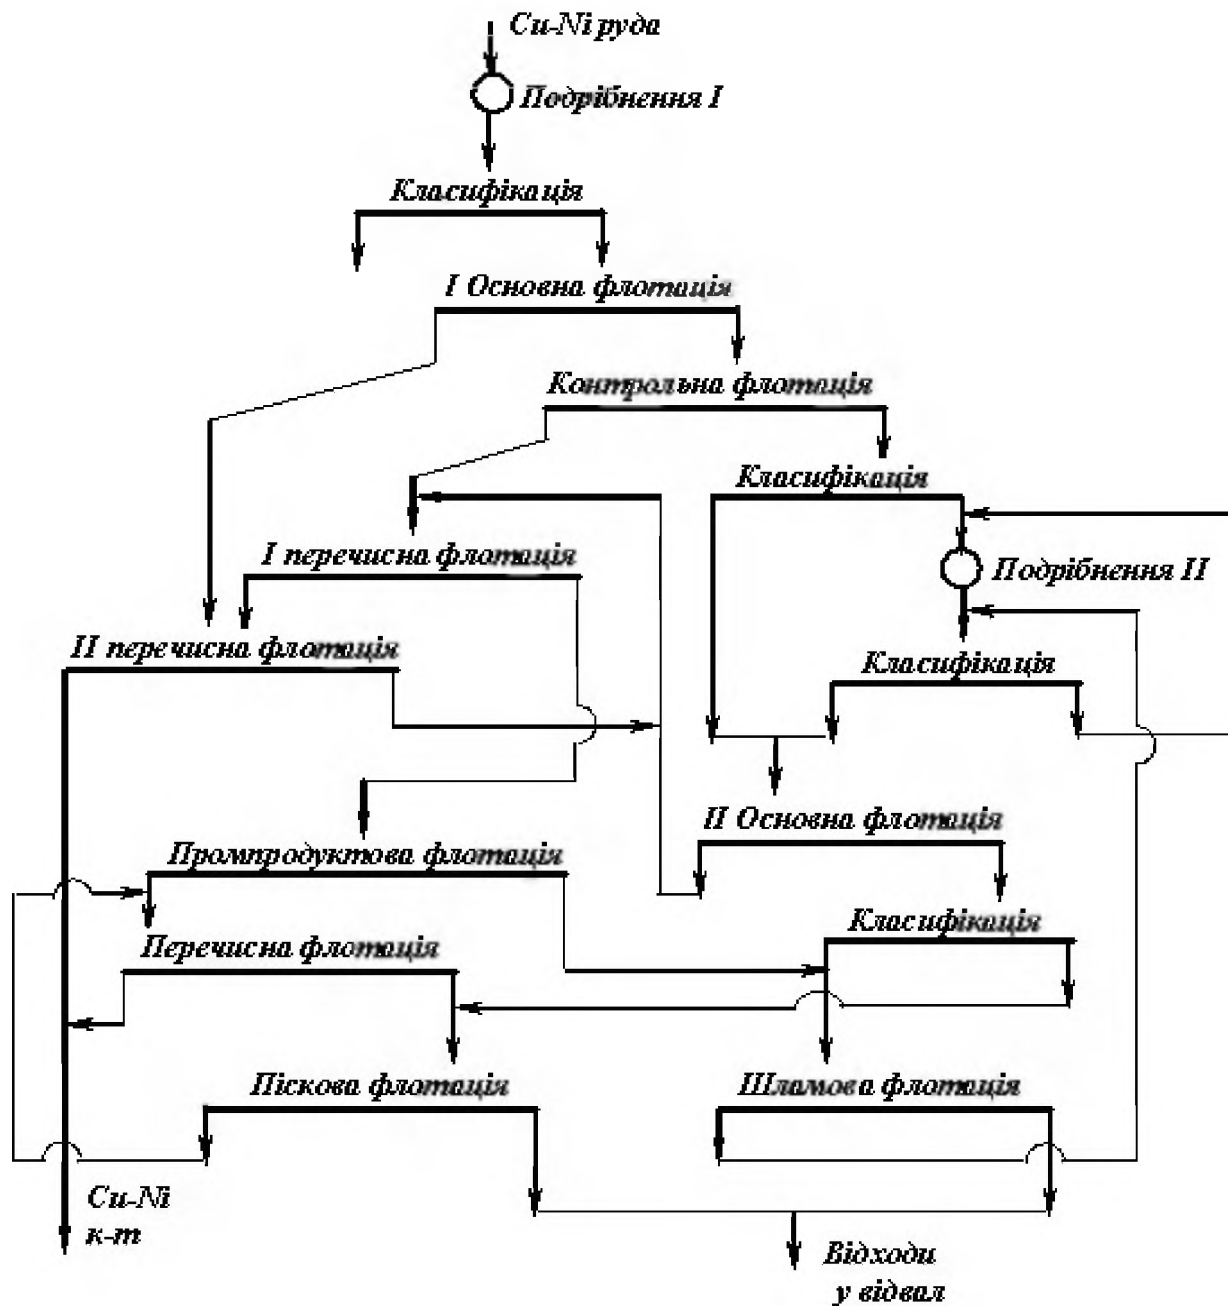 Cu-Ni руда
Подрібнення I
Класифікація
I Основна флотація
Контрольна флотація
Класифікація
I перечисна флотація
Подрібнення II
II перечисна флотація
Класифікація
II Основна флотація
Промпродуктова флотація
Класифікація
Перечисна флотація
Піскова флотація
Шламова флотація
Cu-Ni
к-т
Відходи
у відвал